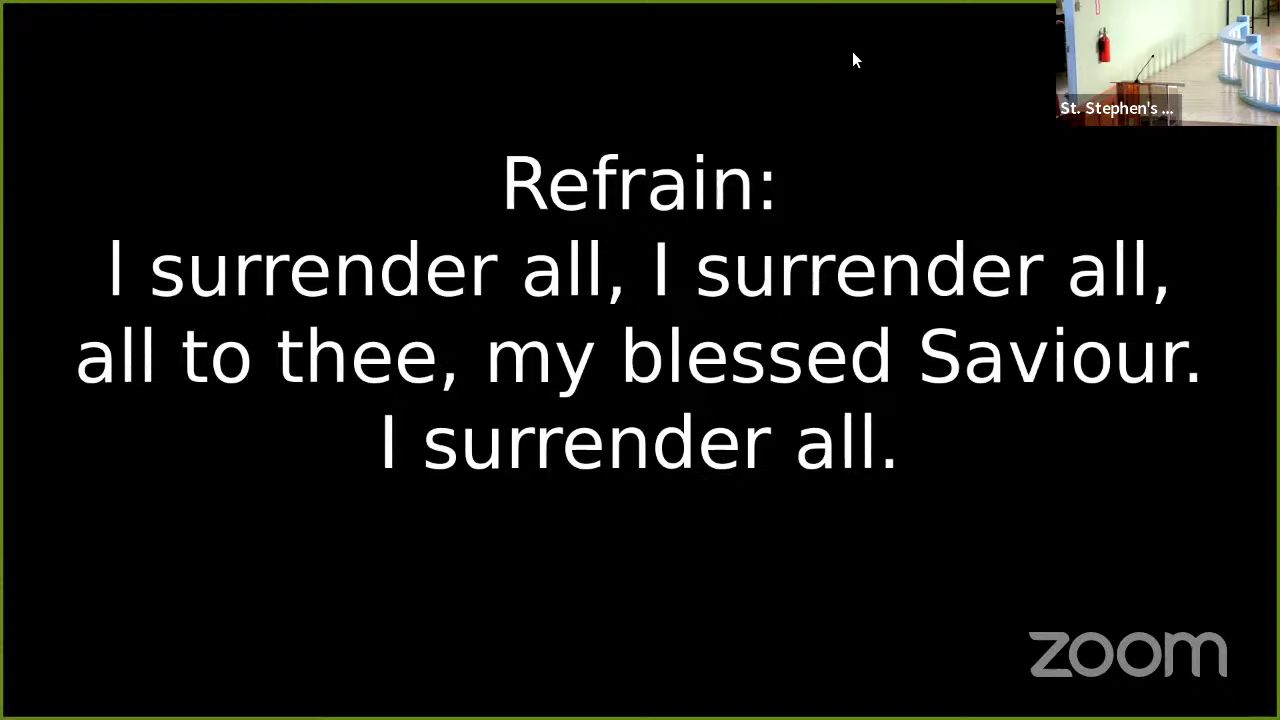 St. Stephen's ...
Refrain:
I surrender all, I surrender all,
all to thee, my blessed Saviour.
I surrender all.
zoom